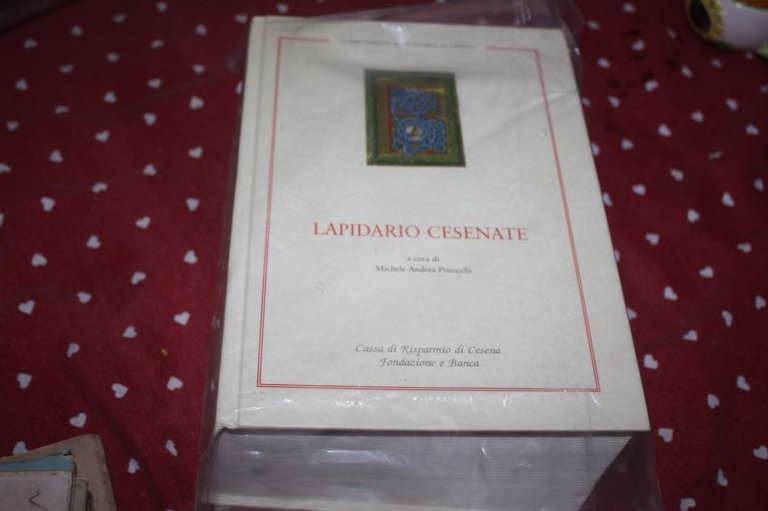 LAPIDARIO CESENATE
a cura di
Michele Andrea Pistocchi
Cassa di Risparmio di Cesena
Fondazione e Banca